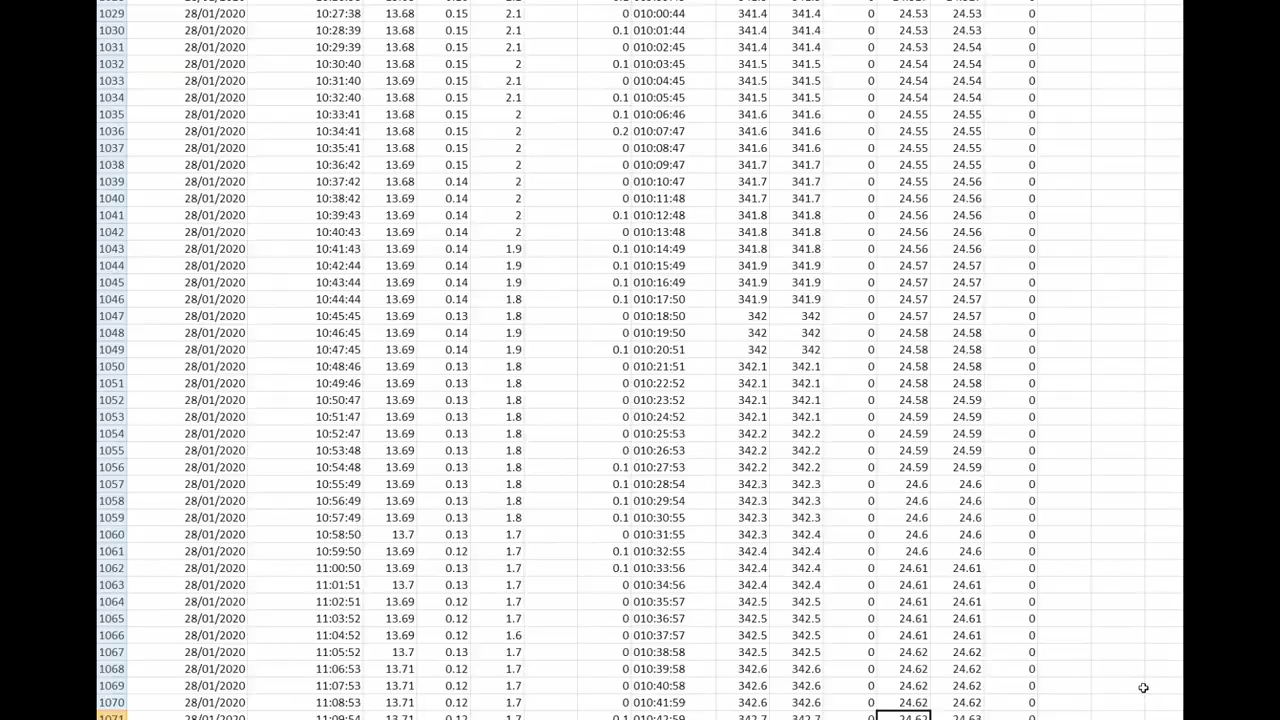 1029 28/01/2020 10:27:38 13.68 0.15 2.1 0 010:00:44 341.4 341.4 0 24.53 24.53 0
1030 28/01/2020 10:28:39 13.68 0.15 2.1 0.1 010:01:44 341.4 341.4 0 24.53 24.53 0
1031 28/01/2020 10:29:39 13.68 0.15 2.1 0 010:02:45 341.4 341.4 0 24.53 24.54 0
1032 28/01/2020 10:30:40 13.68 0.15 2 0.1 010:03:45 341.5 341.5 0 24.54 24.54 0
1033 28/01/2020 10:31:40 13.69 0.15 2.1 0 010:04:45 341.5 341.5 0 24.54 24.54 0
1034 28/01/2020 10:32:40 13.68 0.15 2.1 0.1 010:05:45 341.5 341.5 0 24.54 24.54 0
1035 28/01/2020 10:33:41 13.68 0.15 2 0.1 010:06:46 341.6 341.6 0 24.55 24.55 0
1036 28/01/2020 10:34:41 13.68 0.15 2 0.2 010:07:47 341.6 341.6 0 24.55 24.55 0
1037 28/01/2020 10:35:41 13.68 0.15 2 0 010:08:47 341.6 341.6 0 24.55 24.55 0
1038 28/01/2020 10:36:42 13.69 0.15 2 0 010:09:47 341.7 341.7 0 24.55 24.55 0
1039 28/01/2020 10:37:42 13.68 0.14 2 0 010:10:47 341.7 341.7 0 24.55 24.56 0
1040 28/01/2020 10:38:42 13.69 0.14 2 0 010:11:48 341.7 341.7 0 24.56 24.56 0
1041 28/01/2020 10:39:43 13.69 0.14 2 0.1 010:12:48 341.8 341.8 0 24.56 24.56 0
1042 28/01/2020 10:40:43 13.69 0.14 2 0 010:13:48 341.8 341.8 0 24.56 24.56 0
1043 28/01/2020 10:41:43 13.69 0.14 1.9 0.1 010:14:49 341.8 341.8 0 24.56 24.56 0
1044 28/01/2020 10:42:44 13.69 0.14 1.9 0.1 010:15:49 341.9 341.9 0 24.57 24.57 0
1045 28/01/2020 10:43:44 13.69 0.14 1.9 0.1 010:16:49 341.9 341.9 0 24.57 24.57 0
1046 28/01/2020 10:44:44 13.69 0.14 1.8 0.1 010:17:50 341.9 341.9 0 24.57 24.57 0
1047 28/01/2020 10:45:45 13.69 0.13 1.8 0 010:18:50 342 342 0 24.57 24.57 0
1048 28/01/2020 10:46:45 13.69 0.14 1.9 0 010:19:50 342 342 0 24.58 24.58 0
1049 28/01/2020 10:47:45 13.69 0.14 1.9 0.1 010:20:51 342 342 0 24.58 24.58 0
1050 28/01/2020 10:48:46 13.69 0.13 1.8 0 010:21:51 342.1 342.1 0 24.58 24.58 0
1051 28/01/2020 10:49:46 13.69 0.13 1.8 0 010:22:52 342.1 342.1 0 24.58 24.58 0
1052 28/01/2020 10:50:47 13.69 0.13 1.8 0 010:23:52 342.1 342.1 0 24.58 24.59 0
1053 28/01/2020 10:51:47 13.69 0.13 1.8 0 010:24:52 342.1 342.1 0 24.59 24.59 0
1054 28/01/2020 10:52:47 13.69 0.13 1.8 0 010:25:53 342.2 342.2 0 24.59 24.59 0
1055 28/01/2020 10:53:48 13.69 0.13 1.8 0 010:26:53 342.2 342.2 0 24.59 24.59 0
1056 28/01/2020 10:54:48 13.69 0.13 1.8 0.1 010:27:53 342.2 342.2 0 24.59 24.59 0
1057 28/01/2020 10:55:49 13.69 0.13 1.8 0.1 010:28:54 342.3 342.3 0 24.6 24.6 0
1058 28/01/2020 10:56:49 13.69 0.13 1.8 0.1 010:29:54 342.3 342.3 0 24.6 24.6 0
1059 28/01/2020 10:57:49 13.69 0.13 1.8 0.1 010:30:55 342.3 342.3 0 24.6 24.6 0
1060 28/01/2020 10:58:50 13.7 0.13 1.7 0 010:31:55 342.3 342.4 0 24.6 24.6 0
1061 28/01/2020 10:59:50 13.69 0.12 1.7 0.1 010:32:55 342.4 342.4 0 24.6 24.6 0
1062 28/01/2020 11:00:50 13.69 0.13 1.7 0.1 010:33:56 342.4 342.4 0 24.61 24.61 0
1063 28/01/2020 11:01:51 13.7 0.13 1.7 0 010:34:56 342.4 342.4 0 24.61 24.61 0
1064 28/01/2020 11:02:51 13.69 0.12 1.7 0 010:35:57 342.5 342.5 0 24.61 24.61 0
1065 28/01/2020 11:03:52 13.69 0.12 1.7 0 010:36:57 342.5 342.5 0 24.61 24.61 0
1066 28/01/2020 11:04:52 13.69 0.12 1.6 0 010:37:57 342.5 342.5 0 24.61 24.61 0
1067 28/01/2020 11:05:52 13.7 0.13 1.7 0 010:38:58 342.5 342.5 0 24.62 24.62 0
1068 28/01/2020 11:06:53 13.71 0.12 1.7 0 010:39:58 342.6 342.6 0 24.62 24.62 0
1069 28/01/2020 11:07:53 13.71 0.12 1.7 0 010:40:58 342.6 342.6 0 24.62 24.62 0
1070 28/01/2020 11:08:53 13.71 0.12 1.7 0 010:41:59 342.6 342.6 0 24.62 24.62 0
1071 28/01/2020 11:09:54 13.71 0.12 1.7 0.1 010:42:59 342.7 342.7 0 24.62 24.63 0